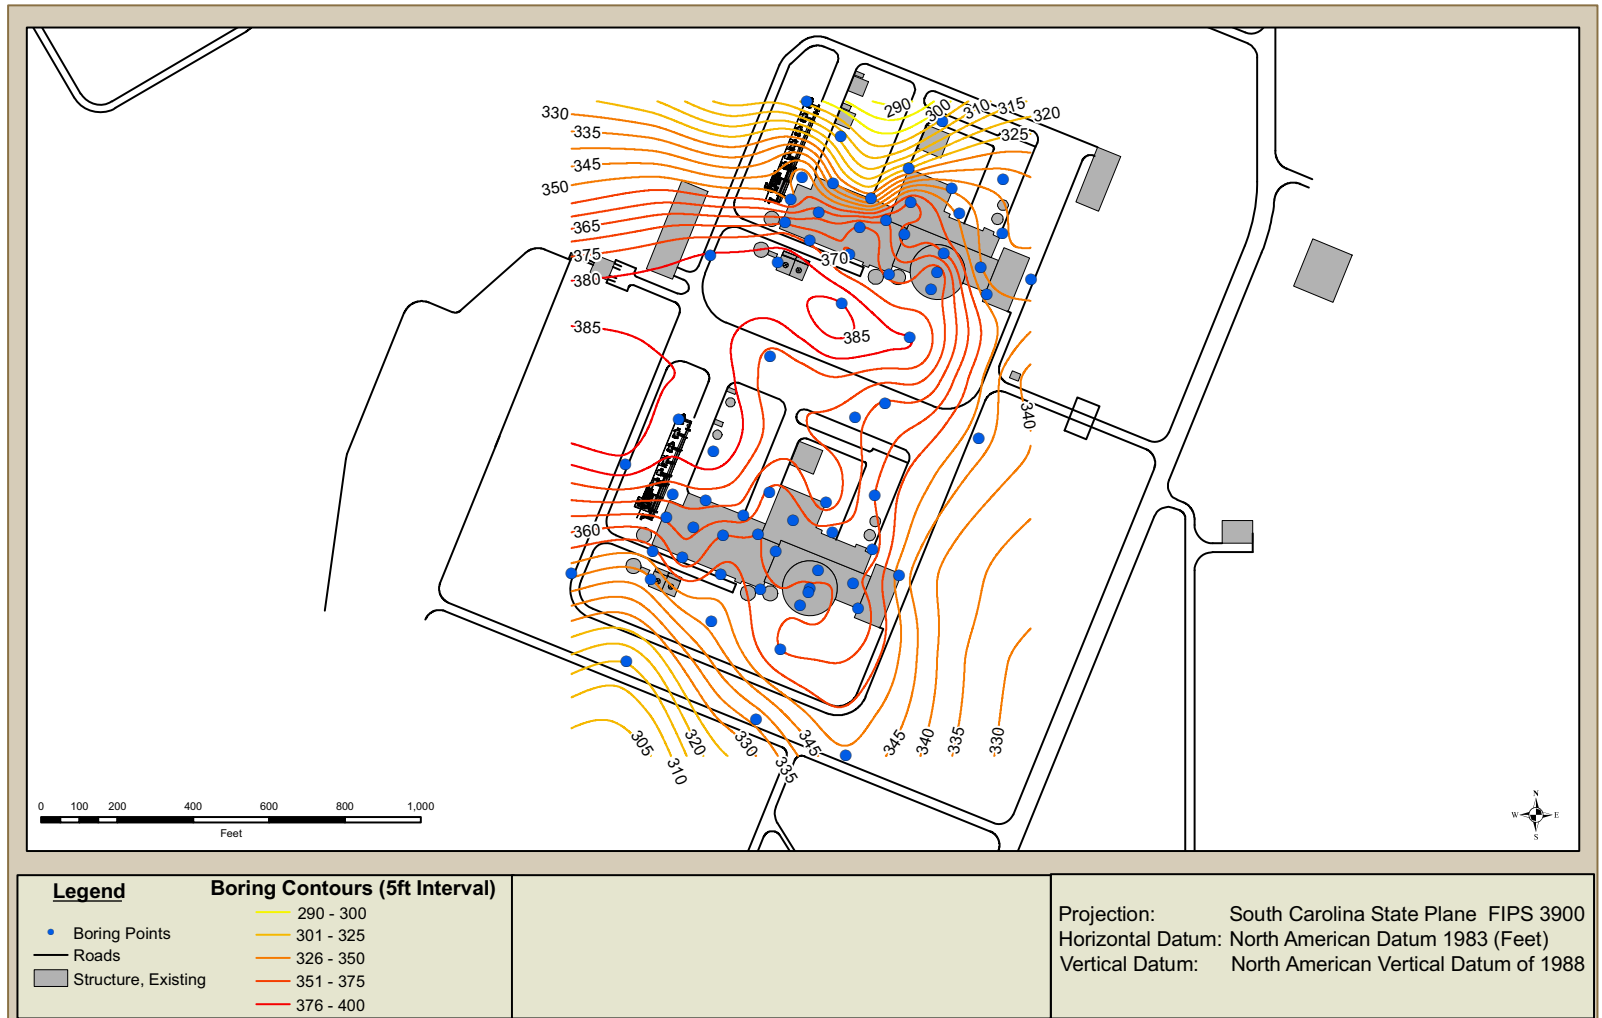 290
300
310
315
320
325
330
335
345
350
365
375
380
370
385
385
340
360
305
310
320
330
335
345
345
340
335
330
0 100 200 400 600 800 1,000
Feet
N
W E
S
Legend
Boring Points
Roads
Structure, Existing
Boring Contours (5ft Interval)
290 - 300
301 - 325
326 - 350
351 - 375
376 - 400
Projection: South Carolina State Plane FIPS 3900
Horizontal Datum: North American Datum 1983 (Feet)
Vertical Datum: North American Vertical Datum of 1988